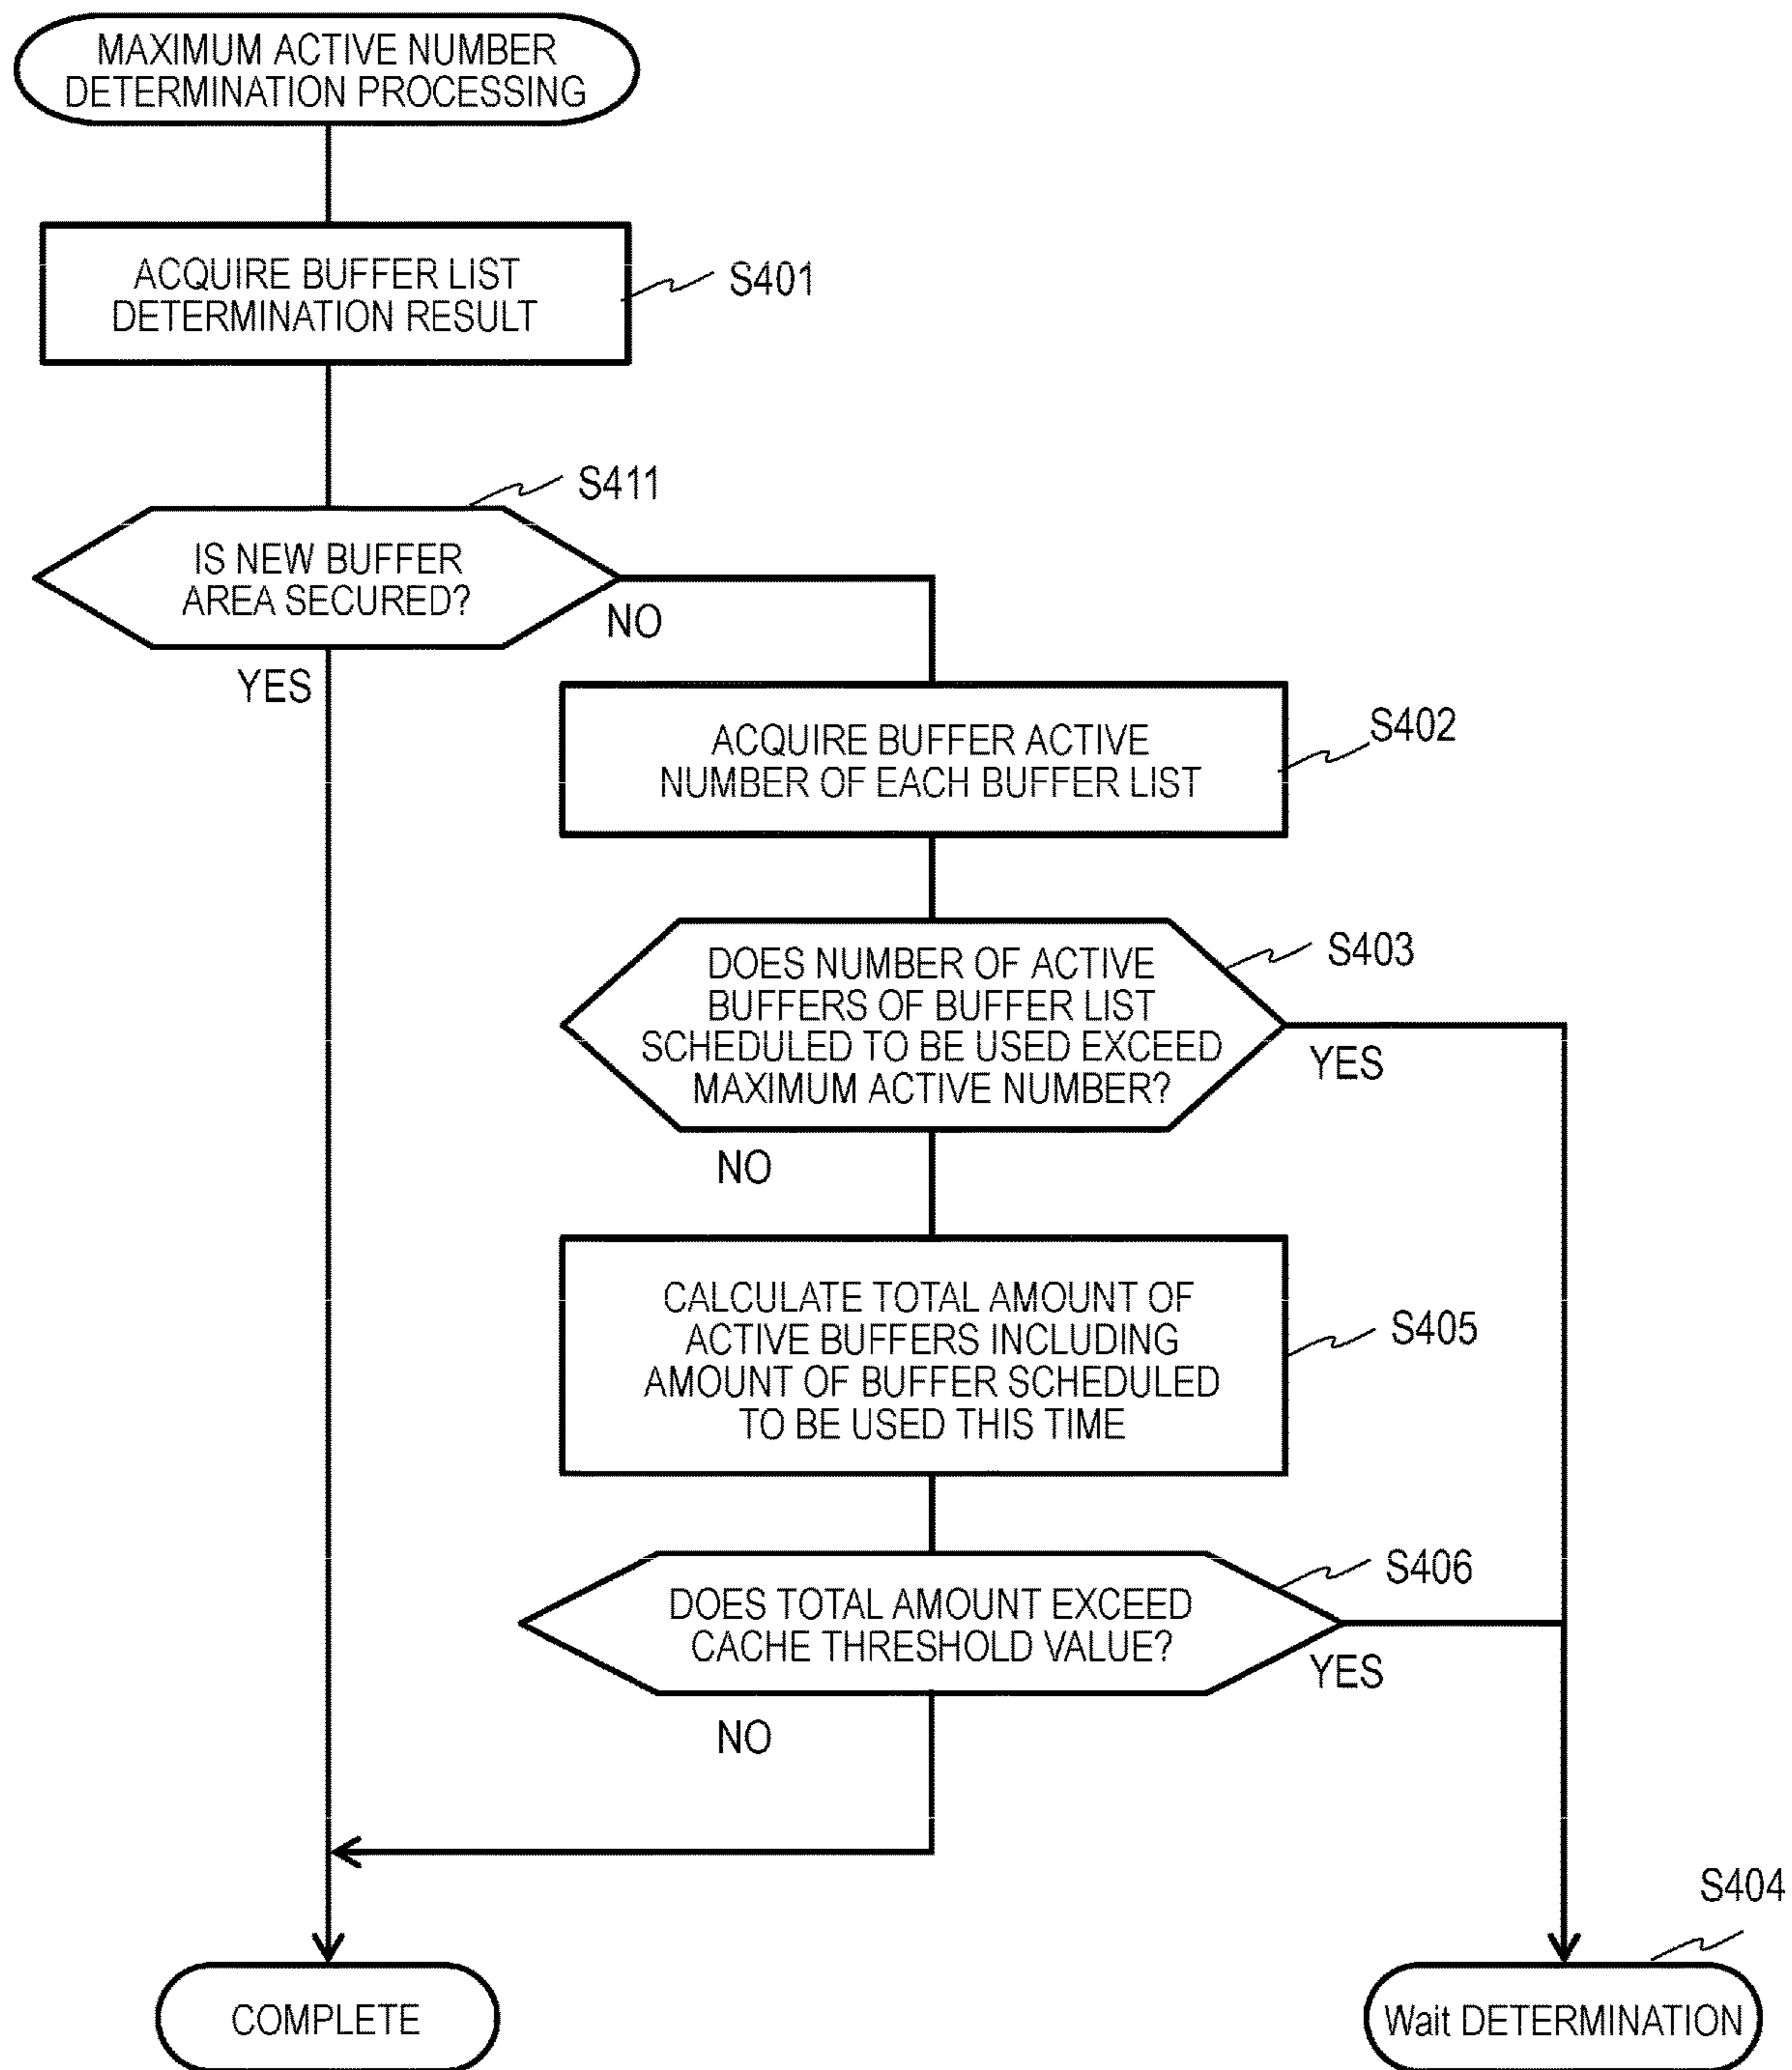 MAXIMUM ACTIVE NUMBER
DETERMINATION PROCESSING
ACQUIRE BUFFER LIST
DETERMINATION RESULT
S401
S411
IS NEW BUFFER
AREA SECURED?
NO
YES
ACQUIRE BUFFER ACTIVE
NUMBER OF EACH BUFFER LIST
S402
DOES NUMBER OF ACTIVE
BUFFERS OF BUFFER LIST
SCHEDULED TO BE USED EXCEED
MAXIMUM ACTIVE NUMBER?
S403
YES
NO
CALCULATE TOTAL AMOUNT OF
ACTIVE BUFFERS INCLUDING
AMOUNT OF BUFFER SCHEDULED
TO BE USED THIS TIME
S405
DOES TOTAL AMOUNT EXCEED
CACHE THRESHOLD VALUE?
S406
YES
NO
S404
COMPLETE
Wait DETERMINATION